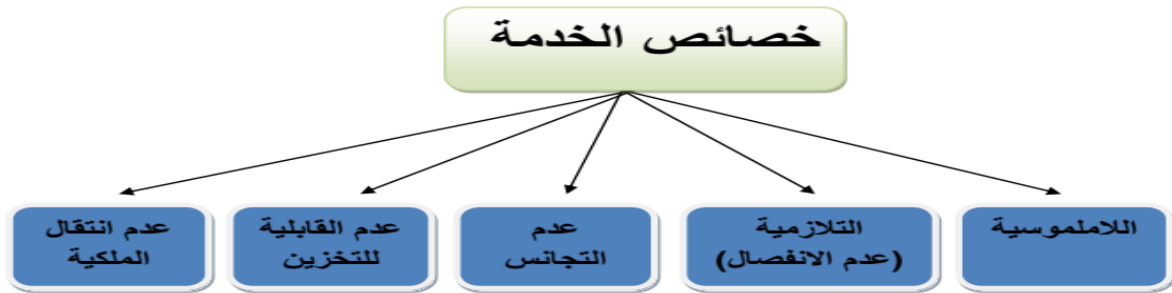 خصائص الخدمة
اللاملموسية
التلازمية
(عدم الانفصال)
عدم
التجانس
عدم القابلية
للتخزين
عدم انتقال
الملكية